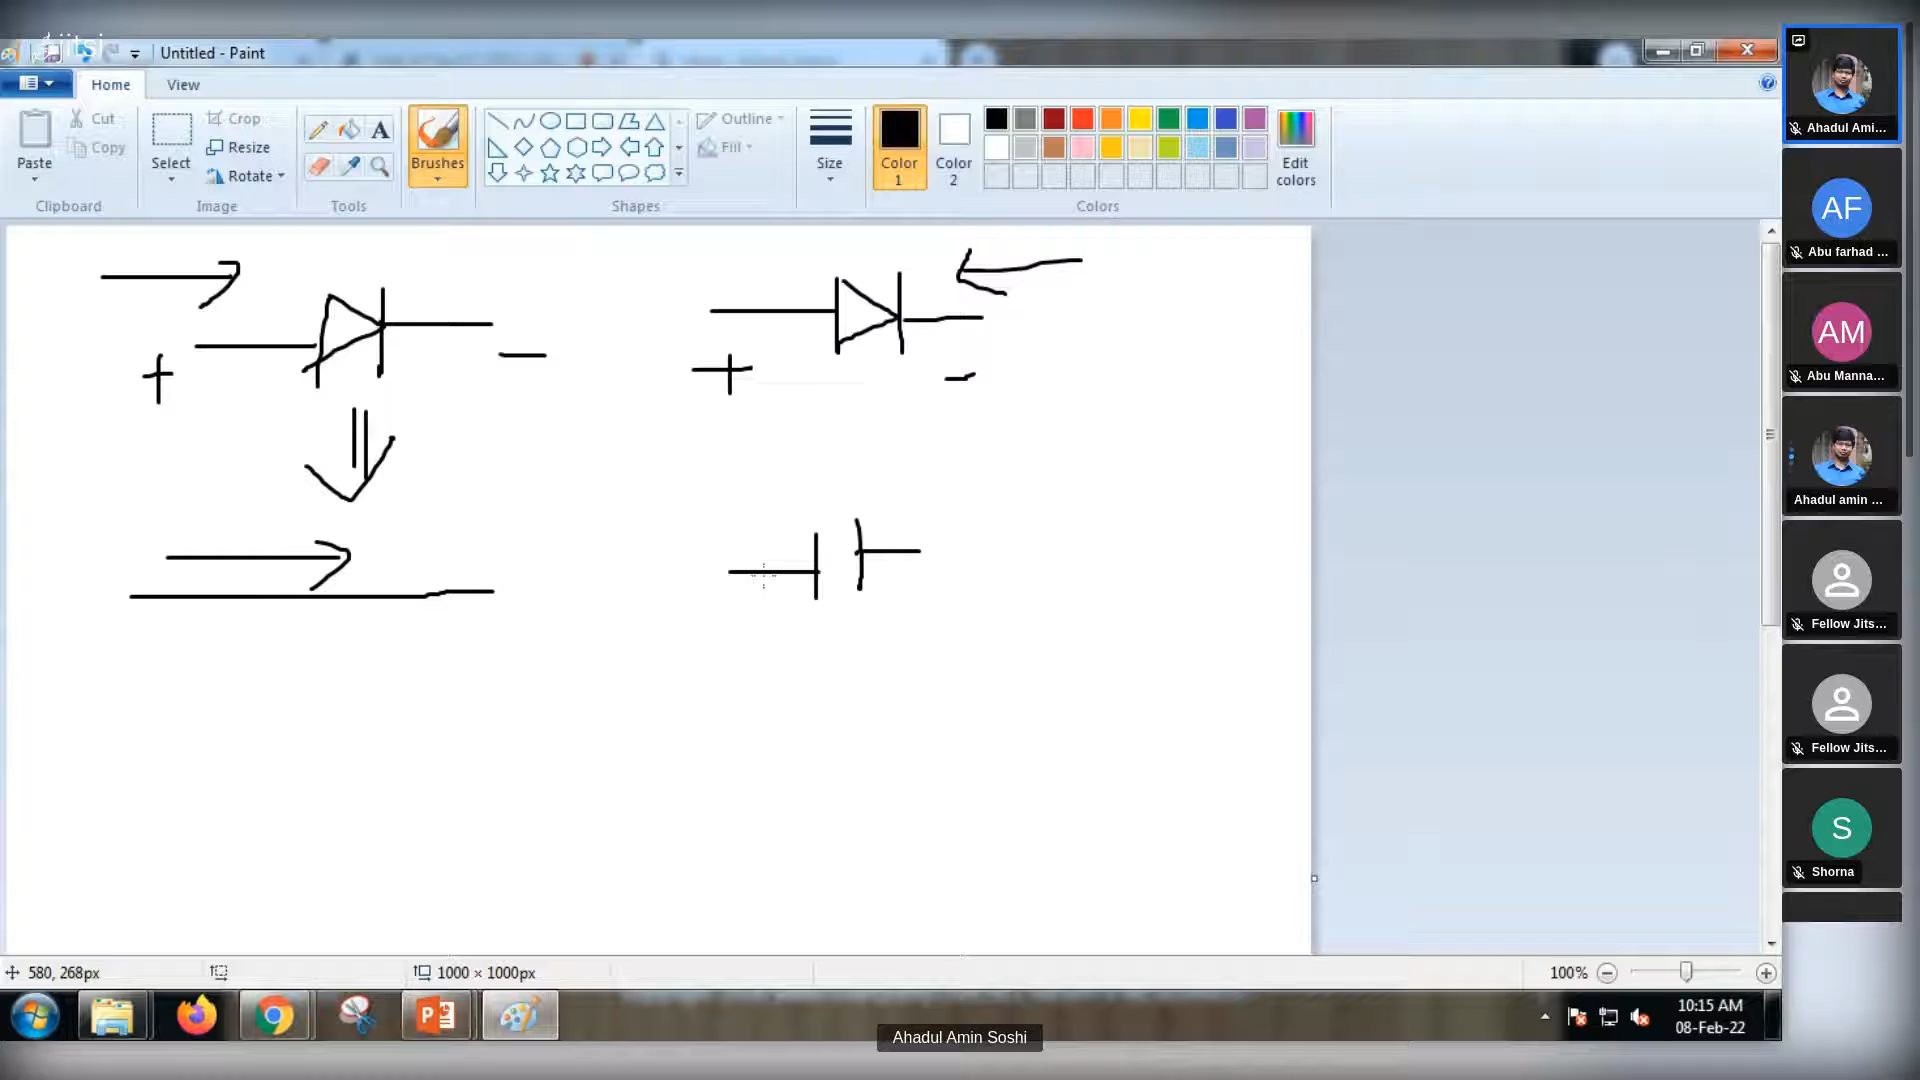 jitsi
Untitled - Paint
Home
View
Paste
Cut
Copy
Clipboard
Select
Crop
Resize
Rotate
Image
A
Tools
Brushes
Shapes
Outline
Fill
Size
Color
1
Color
2
Edit
colors
Colors
+
-
+
-
580, 268px
1000 × 1000px
100%
10:15 AM
08-Feb-22
Ahadul Amin Soshi
Ahadul Ami...
AF
Abu farhad ...
AM
Abu Manna...
Ahadul amin ...
Fellow Jits...
Fellow Jits...
S
Shorna